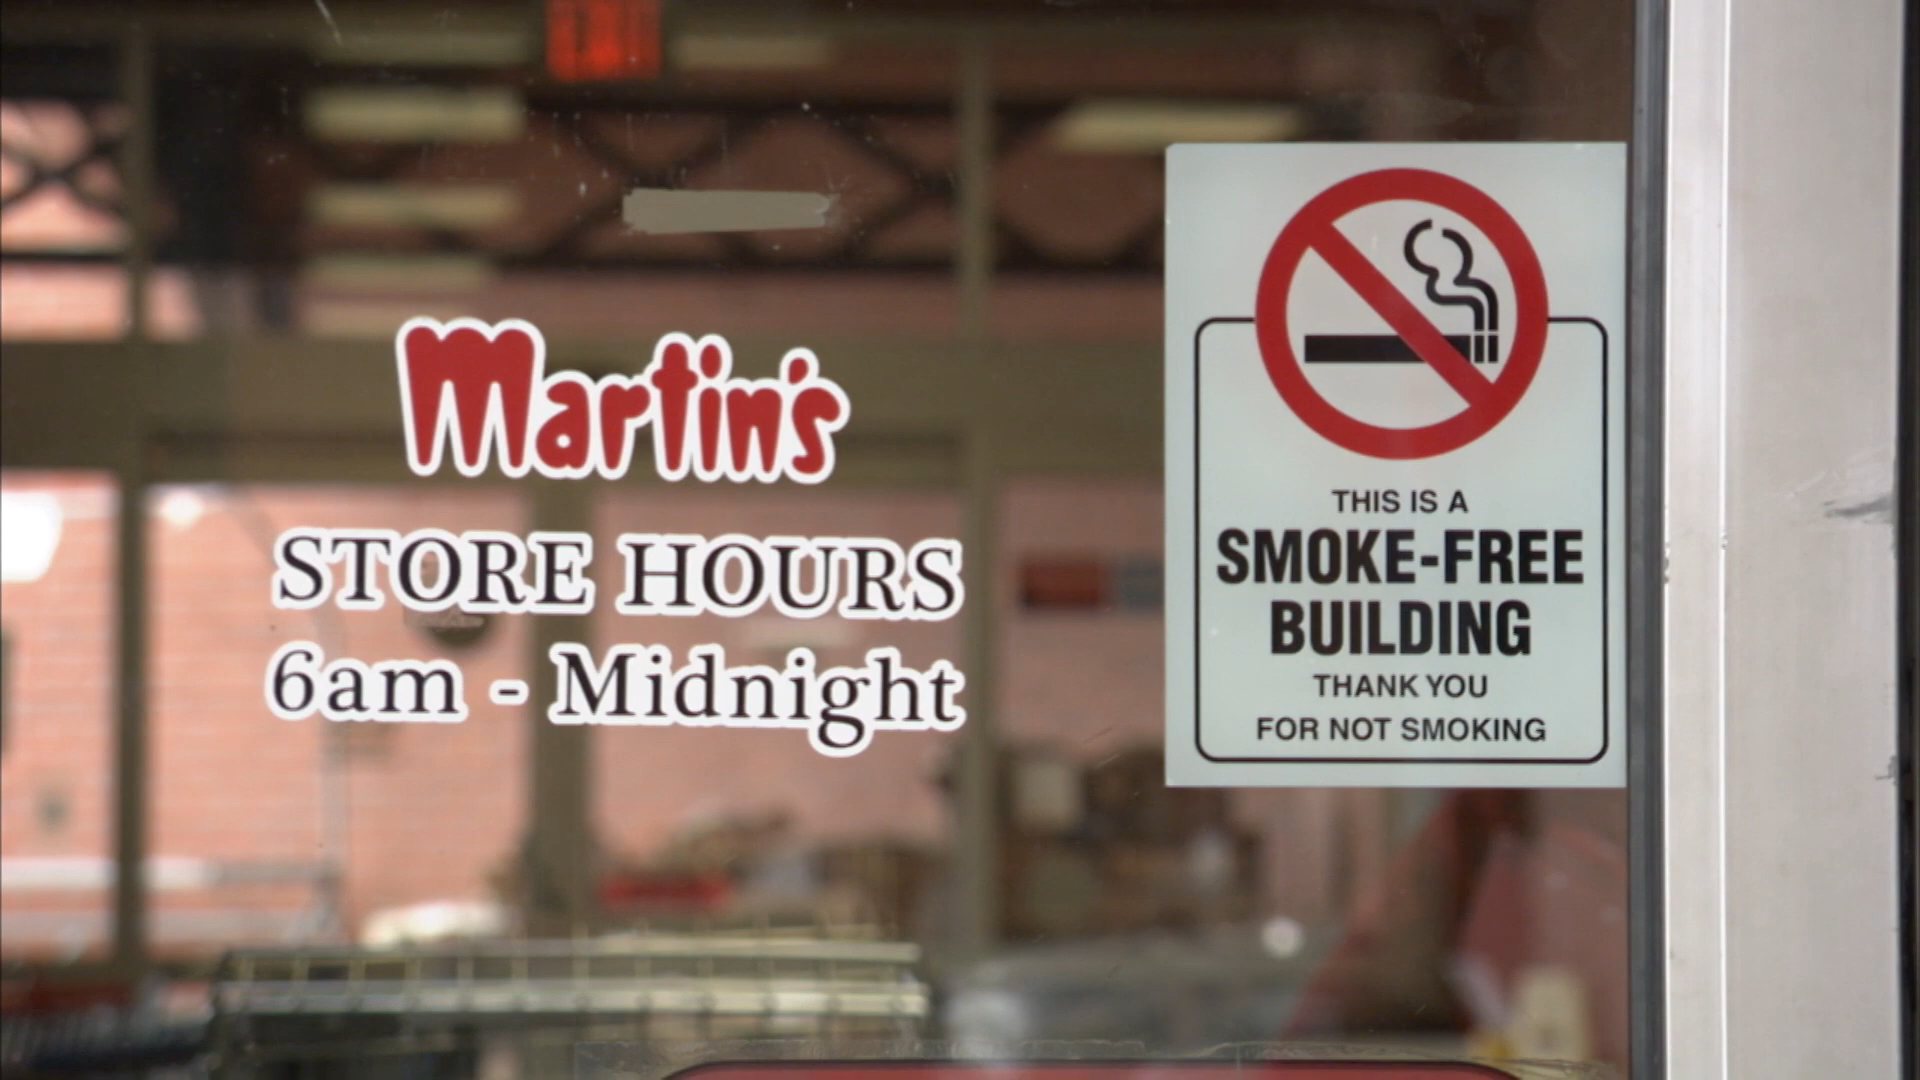 Martin's
STORE HOURS
6am - Midnight
THIS IS A
SMOKE-FREE
BUILDING
THANK YOU
FOR NOT SMOKING